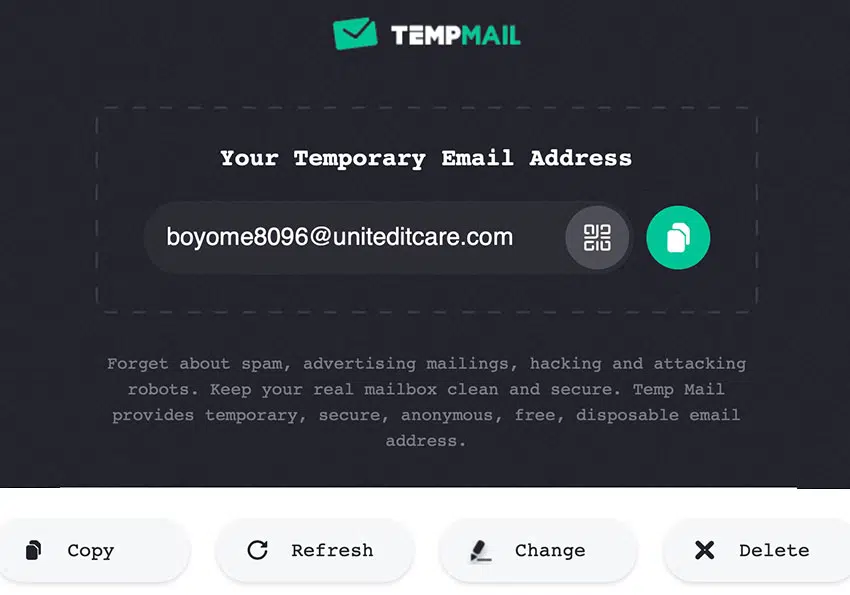 TEMPMAIL
Your Temporary Email Address
boyome8096@uniteditcare.com
Forget about spam, advertising mailings, hacking and attacking
robots. Keep your real mailbox clean and secure. Temp Mail
provides temporary, secure, anonymous, free, disposable email
address.
Copy
Refresh
Change
Delete